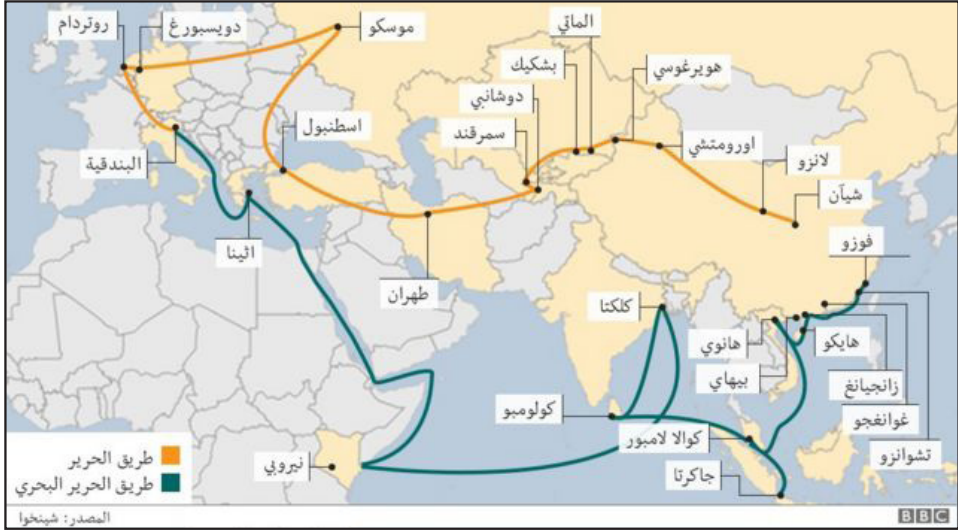 روتردام
دويسبورغ
موسكو
الماتي
بشكيك
هويرغوسي
دوشانبي
سمرقند
اسطنبول
البندقية
اورومتشي
لانزو
شيآن
اثينا
طهران
فوزو
كلكتا
هانوي
هايكو
بيهاي
زانجيانغ
غوانغجو
تشوانزو
كولومبو
كوالا لامبور
جاكرتا
نيروبي
طريق الحرير
طريق الحرير البحري
المصدر: شينخوا
BBC